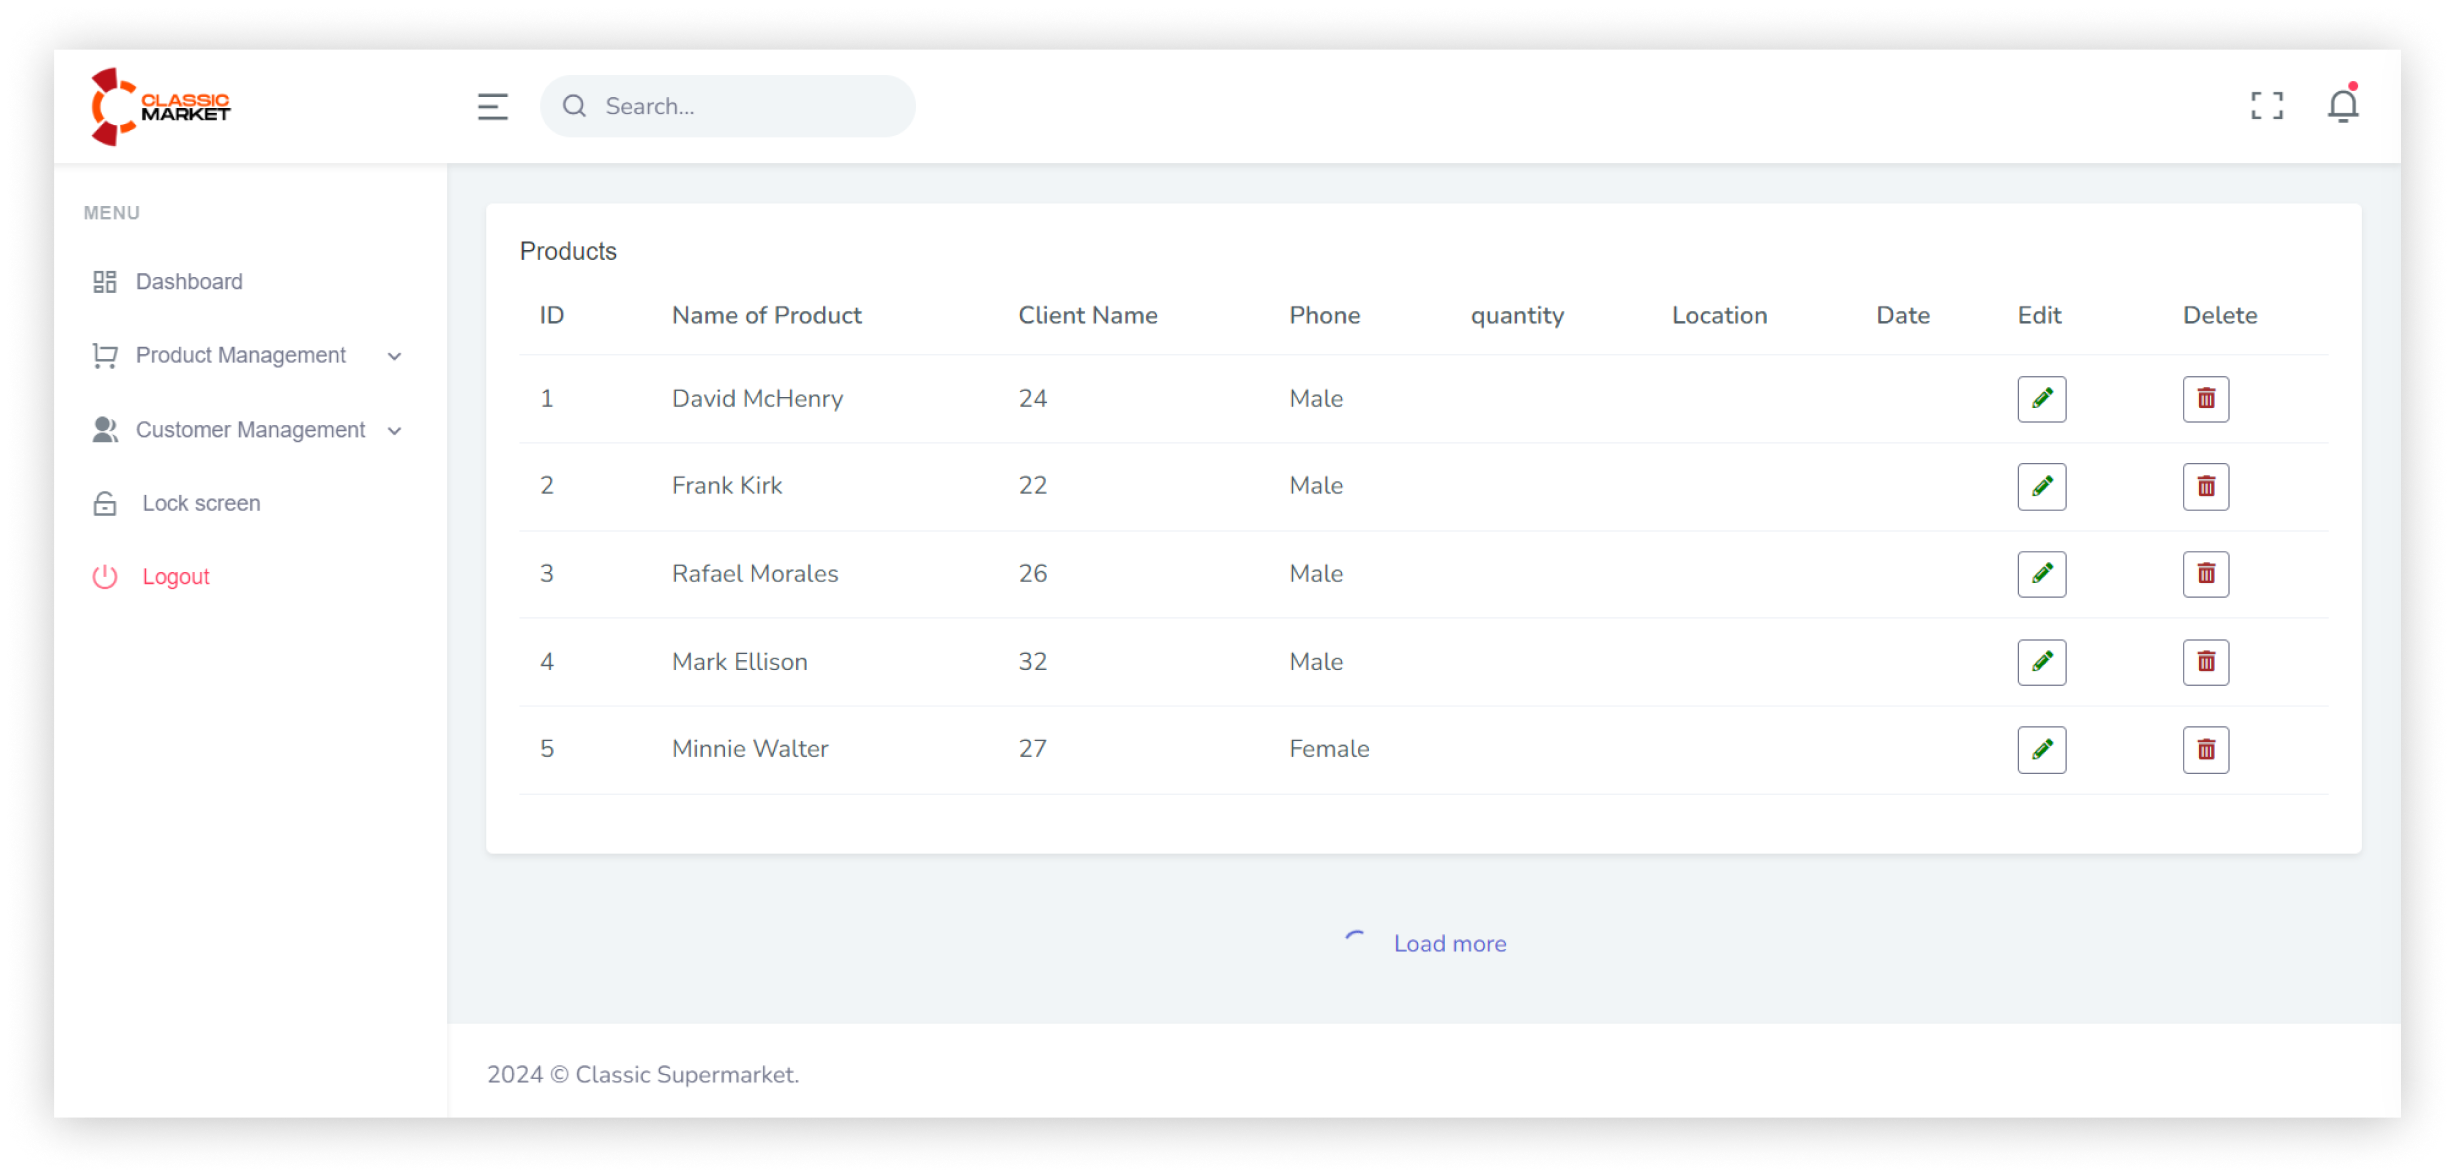 CLASSIC
MARKET
Search...
MENU
Dashboard
Product Management
Customer Management
Lock screen
Logout
Products
ID Name of Product Client Name Phone quantity Location Date Edit Delete
1 David McHenry 24 Male
2 Frank Kirk 22 Male
3 Rafael Morales 26 Male
4 Mark Ellison 32 Male
5 Minnie Walter 27 Female
Load more
2024 © Classic Supermarket.